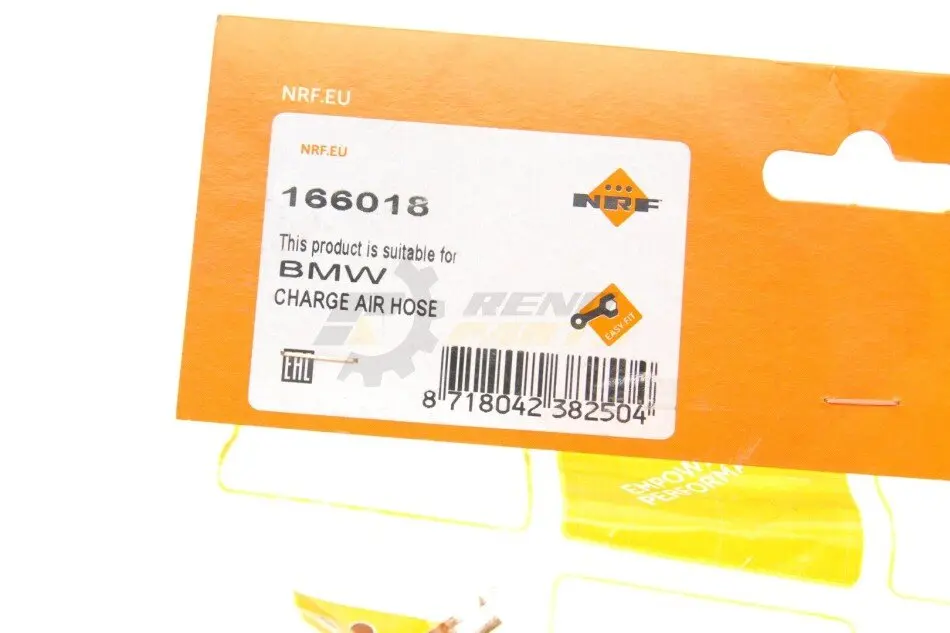 NRF.EU
NRF.EU
166018
NRF
This product is suitable for
BMW
CHARGE AIR HOSE
EASY-KIT
EAC
8 718042 382504